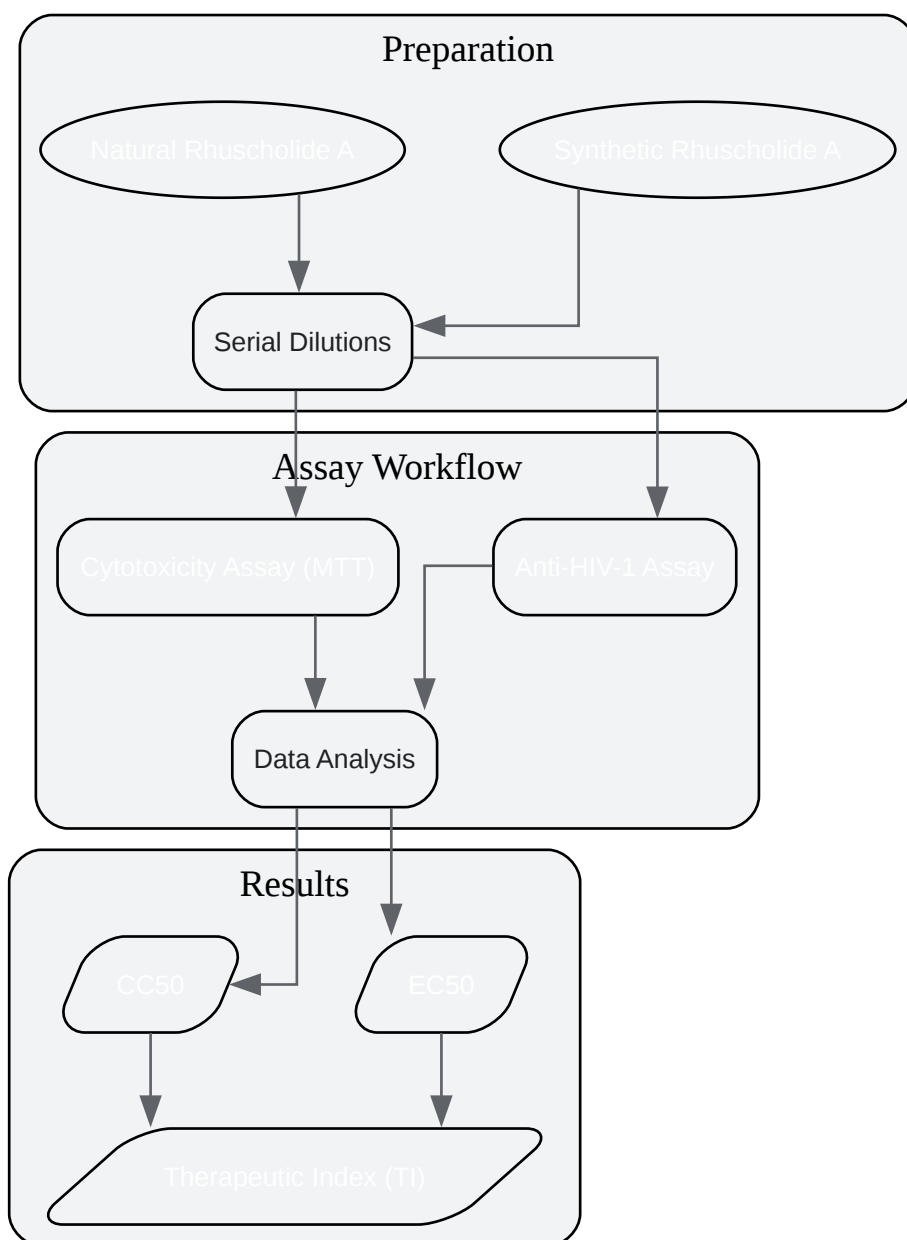 Preparation
Natural Rhuscholide A
Synthetic Rhuscholide A
Serial Dilutions
Assay Workflow
Cytotoxicity Assay (MTT)
Anti-HIV-1 Assay
Data Analysis
Results
CC50
EC50
Therapeutic Index (TI)